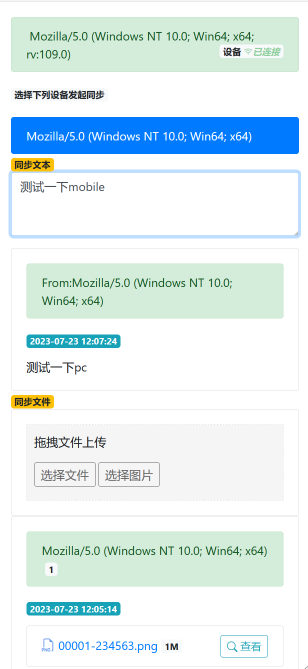 Mozilla/5.0 (Windows NT 10.0; Win64; x64;
rv:109.0)
设备 已连接
选择下列设备发起同步
Mozilla/5.0 (Windows NT 10.0; Win64; x64)
同步文本
测试一下mobile
From:Mozilla/5.0 (Windows NT 10.0;
Win64; x64)
2023-07-23 12:07:24
测试一下pc
同步文件
拖拽文件上传
选择文件 选择图片
Mozilla/5.0 (Windows NT 10.0; Win64; x64)
1
2023-07-23 12:05:14
00001-234563.png 1M 查看